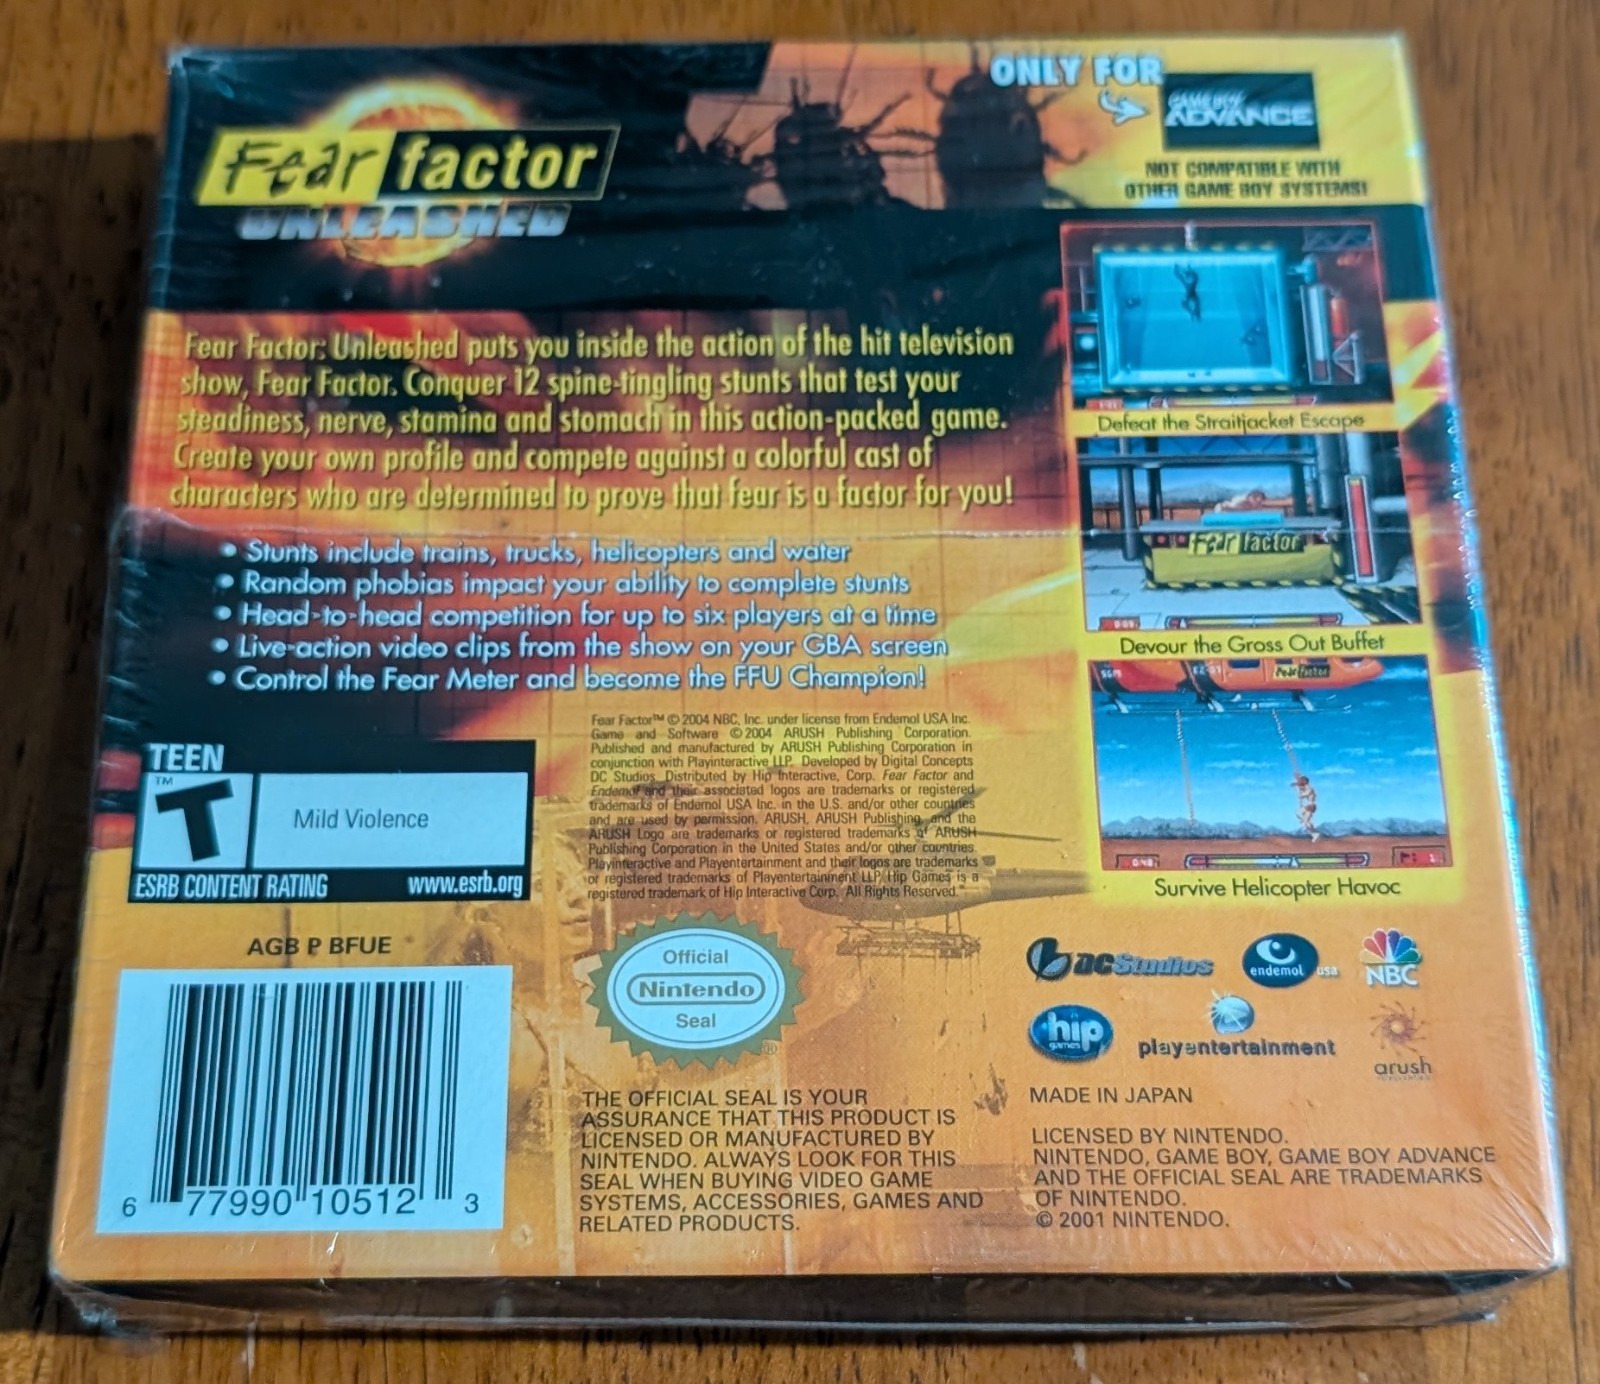 Fear factor
UNLEASHED
ONLY FOR
GAME BOY
ADVANCE
NOT COMPATIBLE WITH
OTHER GAME BOY SYSTEMS!
Fear Factor: Unleashed puts you inside the action of the hit television
show, Fear Factor. Conquer 12 spine-tingling stunts that test your
steadiness, nerve, stamina and stomach in this action-packed game.
Create your own profile and compete against a colorful cast of
characters who are determined to prove that fear is a factor for you!
• Stunts include trains, trucks, helicopters and water
• Random phobias impact your ability to complete stunts
• Head-to-head competition for up to six players at a time
• Live-action video clips from the show on your GBA screen
• Control the Fear Meter and become the FFU Champion!
Defeat the Straitjacket Escape
Fear factor
Devour the Gross Out Buffet
Fear Factor
Survive Helicopter Havoc
TEEN
TM
T
Mild Violence
ESRB CONTENT RATING www.esrb.org
Fear Factor™ © 2004 NBC, Inc. under license from Endemol USA Inc.
Game and Software © 2004 ARUSH Publishing Corporation.
Published and manufactured by ARUSH Publishing Corporation in
conjunction with Playinteractive LLP. Developed by Digital Concepts
DC Studios. Distributed by Hip Interactive, Corp. Fear Factor and
Endemol and their associated logos are trademarks or registered
trademarks of Endemol USA Inc. in the U.S. and/or other countries
and are used by permission. ARUSH, ARUSH Publishing, and the
ARUSH Logo are trademarks or registered trademarks of ARUSH
Publishing Corporation in the United States and/or other countries.
Playinteractive and Playentertainment and their logos are trademarks
or registered trademarks of Playentertainment LLP. Hip Games is a
registered trademark of Hip Interactive Corp. All Rights Reserved."
AGB P BFUE
6 77990 10512 3
Official
Nintendo
Seal
®
THE OFFICIAL SEAL IS YOUR
ASSURANCE THAT THIS PRODUCT IS
LICENSED OR MANUFACTURED BY
NINTENDO. ALWAYS LOOK FOR THIS
SEAL WHEN BUYING VIDEO GAME
SYSTEMS, ACCESSORIES, GAMES AND
RELATED PRODUCTS.
DC Studios
endemol usa
NBC
hip
games
playentertainment
arush
MADE IN JAPAN
LICENSED BY NINTENDO.
NINTENDO, GAME BOY, GAME BOY ADVANCE
AND THE OFFICIAL SEAL ARE TRADEMARKS
OF NINTENDO.
© 2001 NINTENDO.